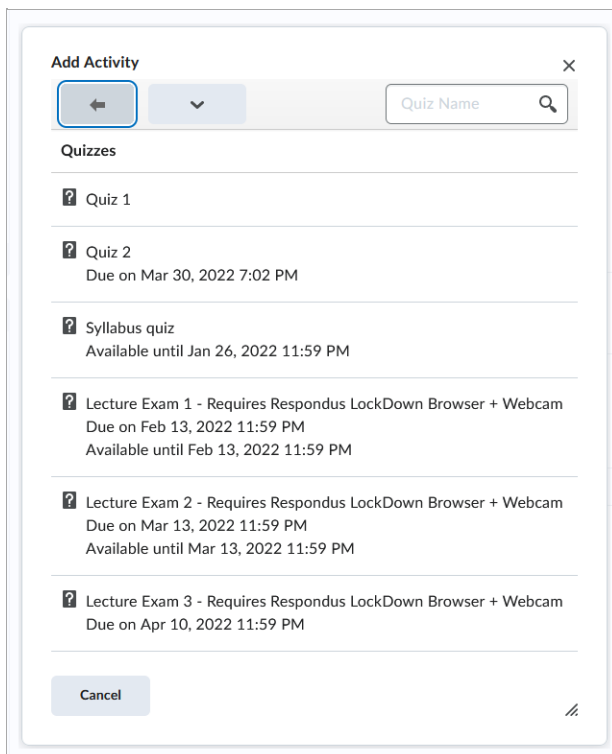 Add Activity
Quiz Name
Quizzes
Quiz 1
Quiz 2
Due on Mar 30, 2022 7:02 PM
Syllabus quiz
Available until Jan 26, 2022 11:59 PM
Lecture Exam 1 - Requires Respondus LockDown Browser + Webcam
Due on Feb 13, 2022 11:59 PM
Available until Feb 13, 2022 11:59 PM
Lecture Exam 2 - Requires Respondus LockDown Browser + Webcam
Due on Mar 13, 2022 11:59 PM
Available until Mar 13, 2022 11:59 PM
Lecture Exam 3 - Requires Respondus LockDown Browser + Webcam
Due on Apr 10, 2022 11:59 PM
Cancel